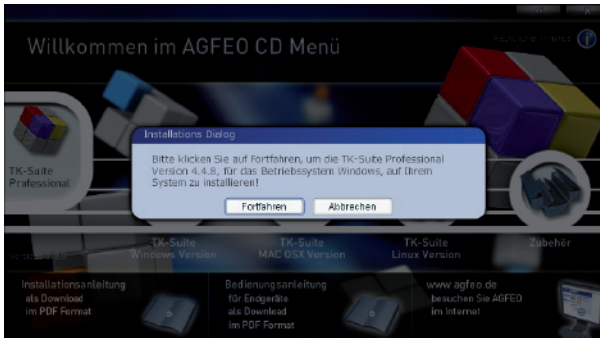 Willkommen im AGFEO CD Menü
Installations Dialog
Bitte klicken Sie auf Fortfahren, um die TK-Suite Professional
Version 4.4.8, für das Betriebssystem Windows, auf Ihrem
System zu installieren!
Fortfahren
Abbrechen
TK-Suite
Professional
TK-Suite
Windows Version
TK-Suite
MAC OSX Version
TK-Suite
Linux Version
Zubehör
Installationsanleitung
als Download
im PDF Format
Bedienungsanleitung
für Endgeräte
als Download
im PDF Format
www agfeo de
besuchen Sie AGFEO
im Internet